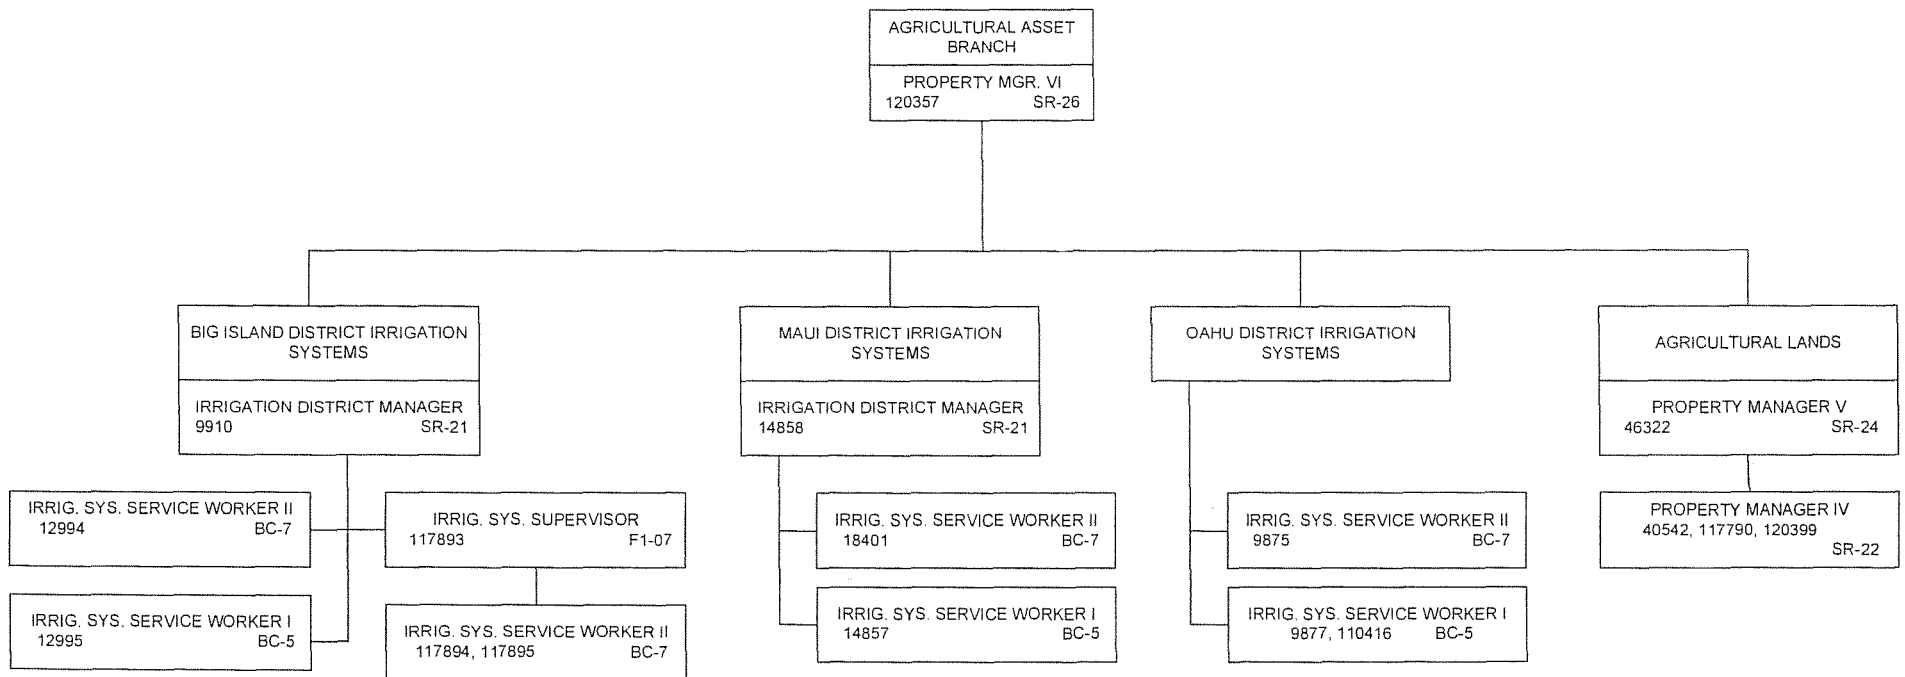 AGRICULTURAL ASSET
BRANCH
PROPERTY MGR. VI
120357 SR-26
BIG ISLAND DISTRICT IRRIGATION
SYSTEMS
IRRIGATION DISTRICT MANAGER
9910 SR-21
IRRIG. SYS. SERVICE WORKER II
12994 BC-7
IRRIG. SYS. SUPERVISOR
117893 F1-07
IRRIG. SYS. SERVICE WORKER I
12995 BC-5
IRRIG. SYS. SERVICE WORKER II
117894, 117895 BC-7
MAUI DISTRICT IRRIGATION
SYSTEMS
IRRIGATION DISTRICT MANAGER
14858 SR-21
IRRIG. SYS. SERVICE WORKER II
18401 BC-7
IRRIG. SYS. SERVICE WORKER I
14857 BC-5
OAHU DISTRICT IRRIGATION
SYSTEMS
IRRIG. SYS. SERVICE WORKER II
9875 BC-7
IRRIG. SYS. SERVICE WORKER I
9877, 110416 BC-5
AGRICULTURAL LANDS
PROPERTY MANAGER V
46322 SR-24
PROPERTY MANAGER IV
40542, 117790, 120399
SR-22